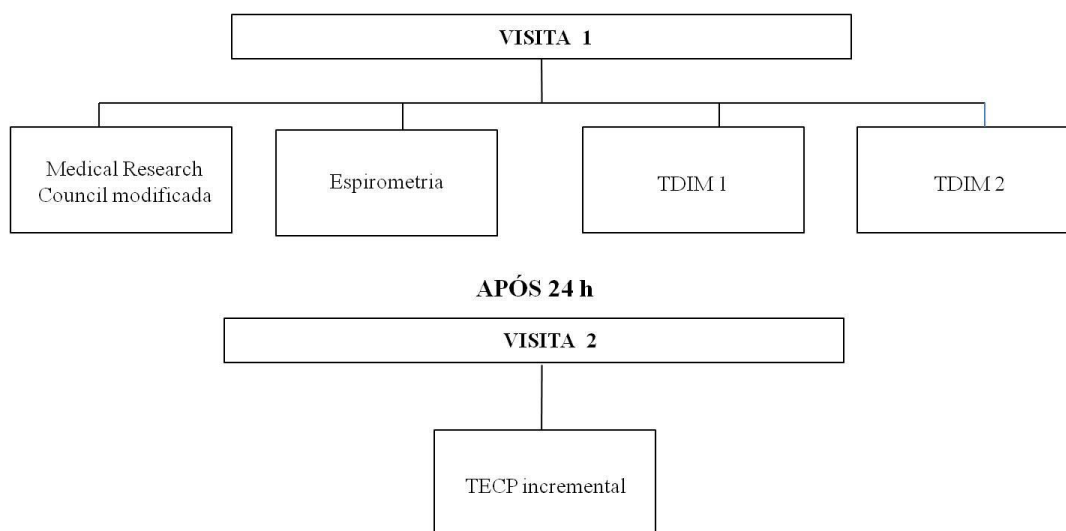 VISITA 1
Medical Research
Council modificada
Espirometria
TDIM 1
TDIM 2
APÓS 24 h
VISITA 2
TECP incremental